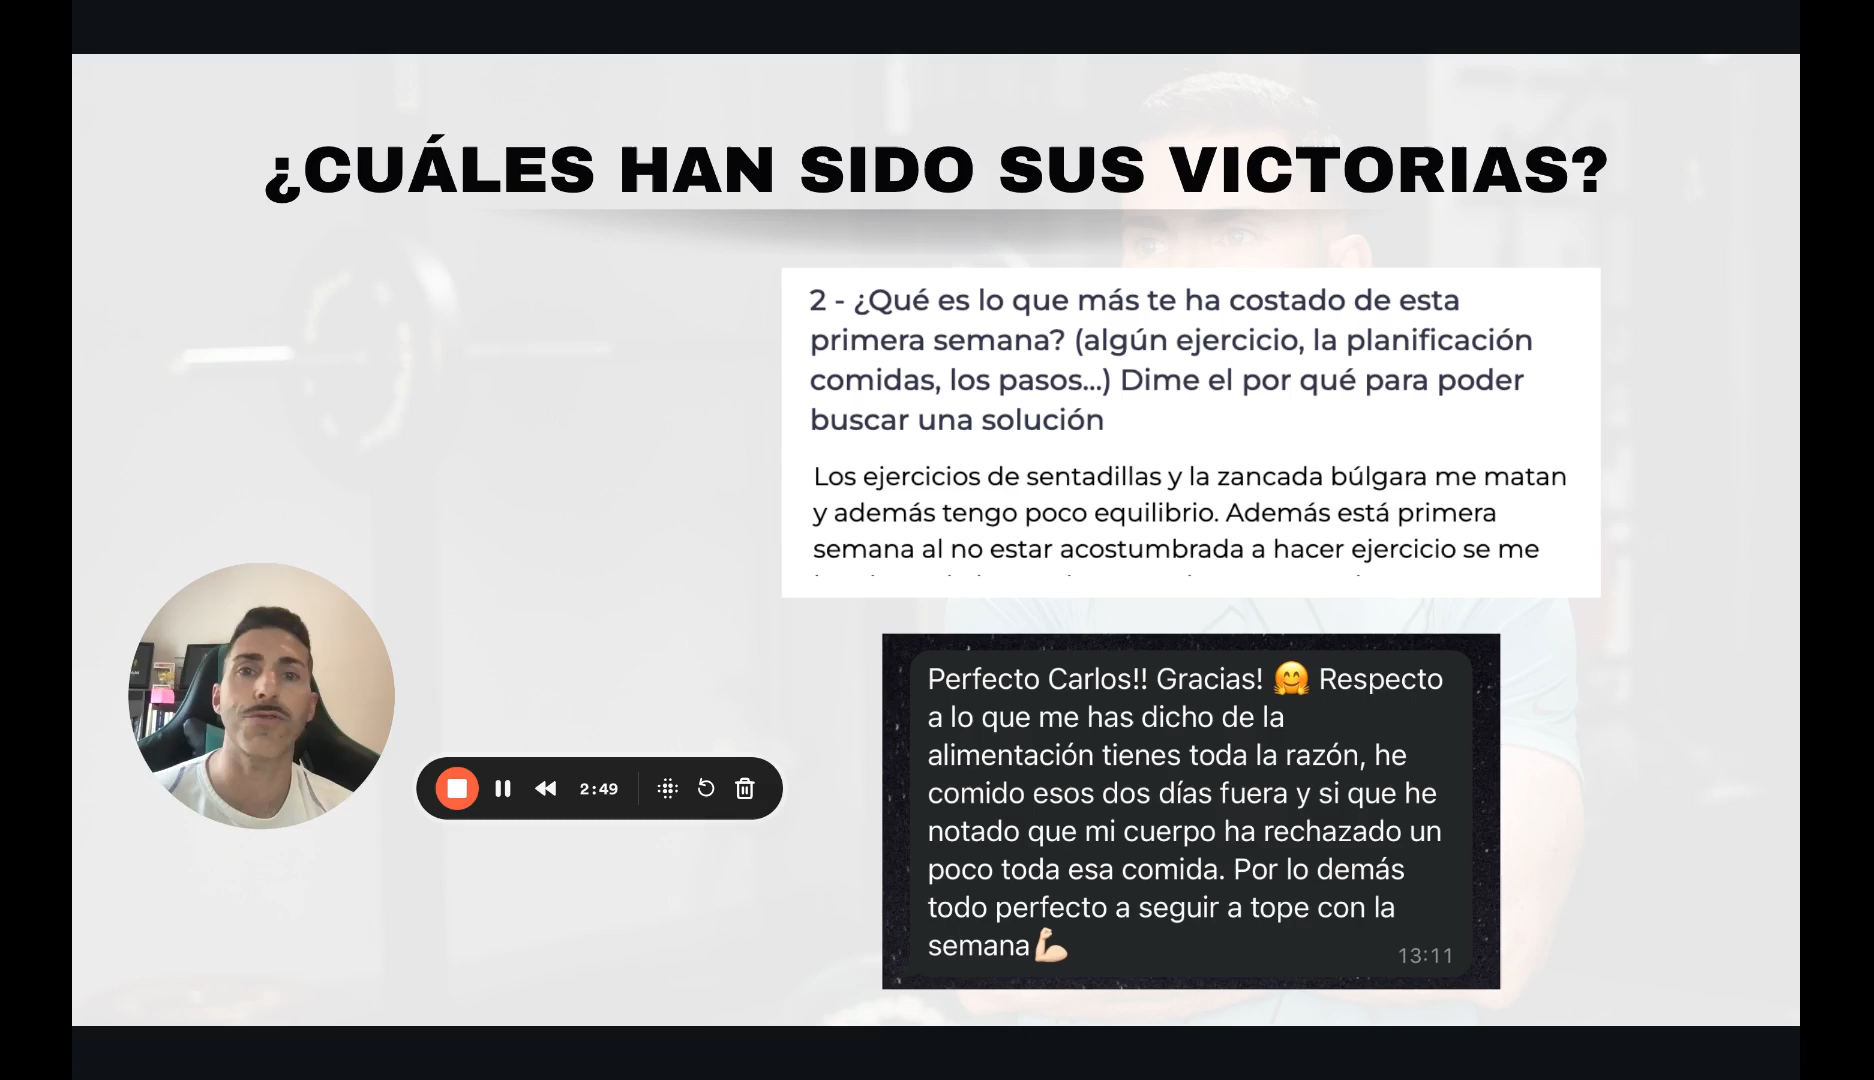 ¿CUÁLES HAN SIDO SUS VICTORIAS?
2 - ¿Qué es lo que más te ha costado de esta
primera semana? (algún ejercicio, la planificación
comidas, los pasos...) Dime el por qué para poder
buscar una solución
Los ejercicios de sentadillas y la zancada búlgara me matan
y además tengo poco equilibrio. Además está primera
semana al no estar acostumbrada a hacer ejercicio se me
Perfecto Carlos!! Gracias! 🤗 Respecto
a lo que me has dicho de la
alimentación tienes toda la razón, he
comido esos dos días fuera y si que he
notado que mi cuerpo ha rechazado un
poco toda esa comida. Por lo demás
todo perfecto a seguir a tope con la
semana💪🏼
13:11
2:49